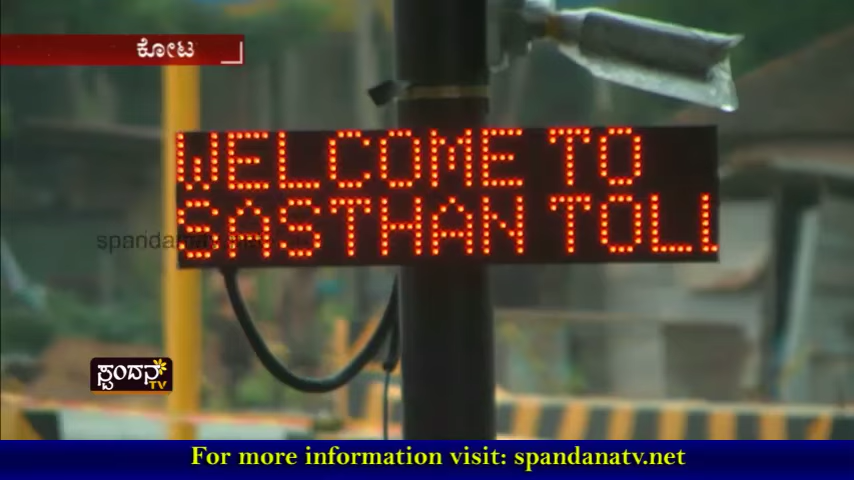 ಕೋಟ
WELCOME TO
SASTHAN TOLL
spandanatv.net
ಸ್ಪಂದನ
TV
For more information visit: spandanatv.net